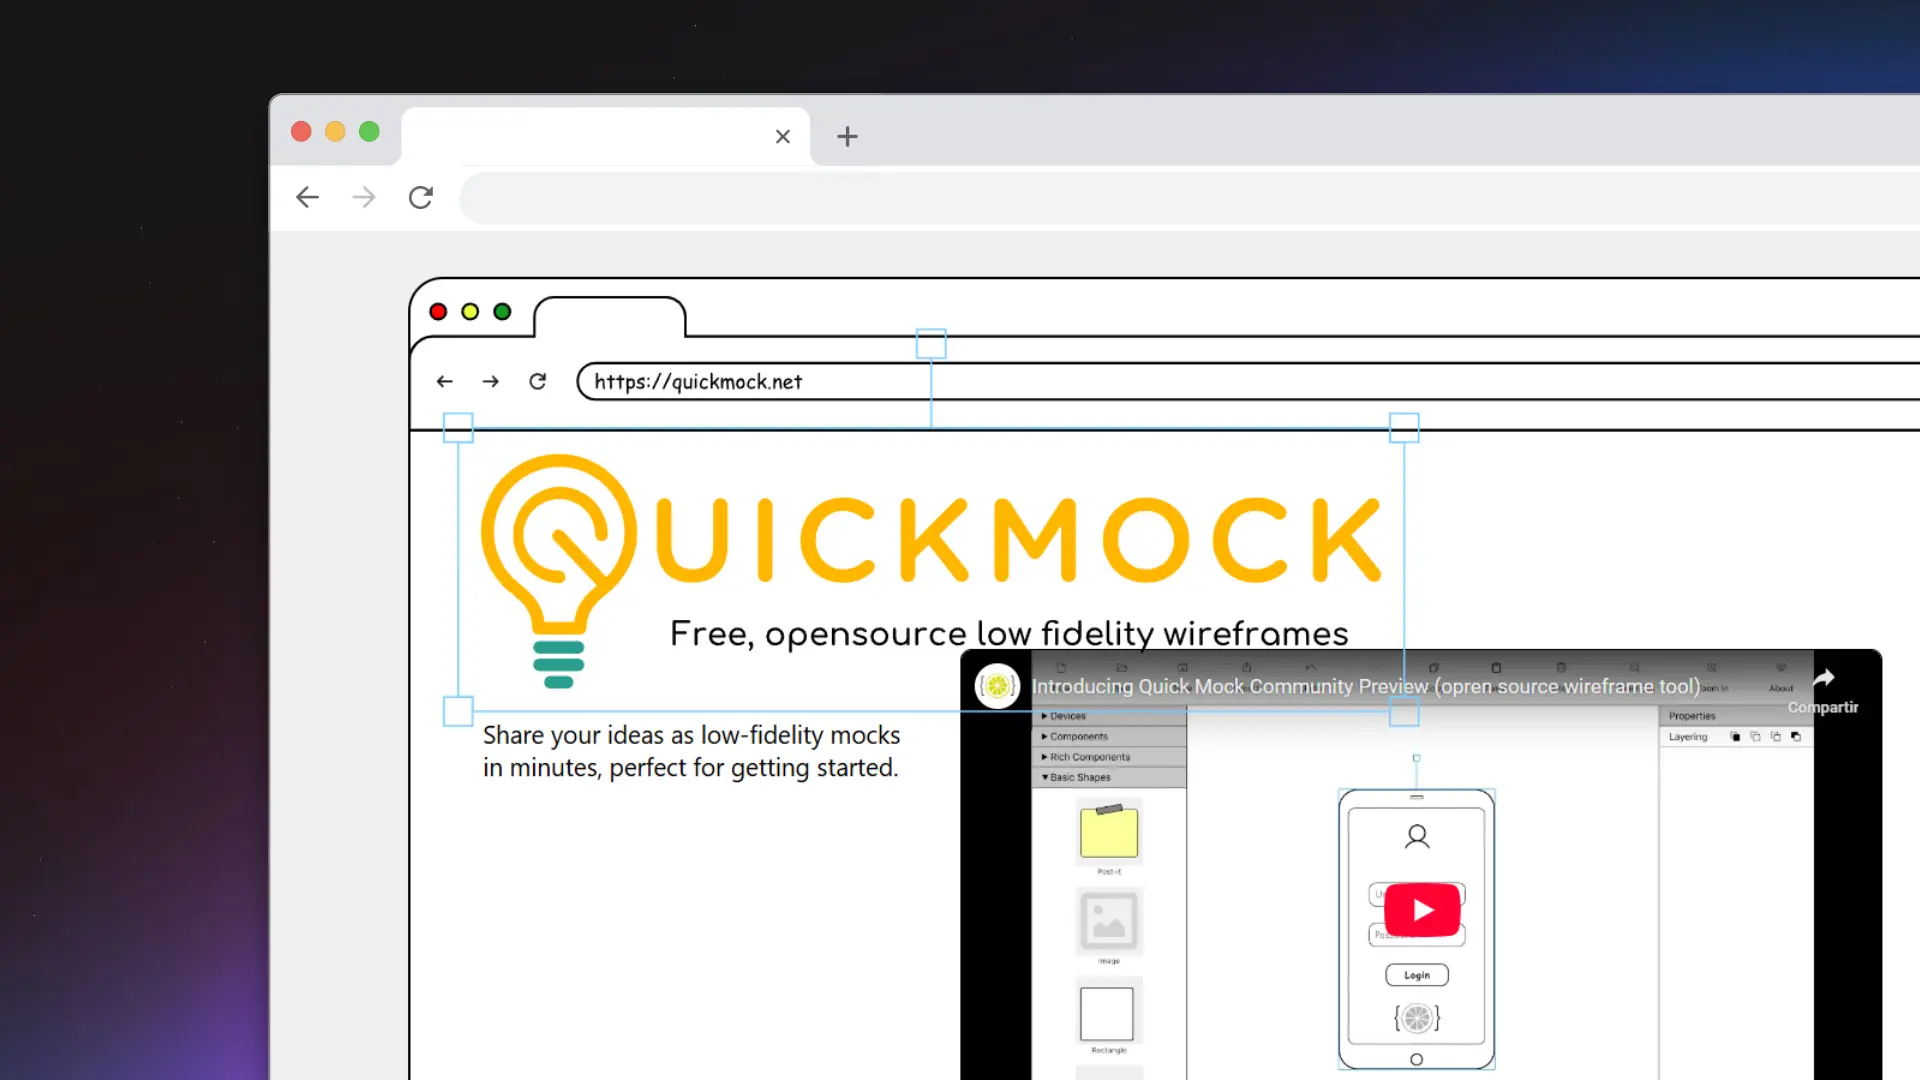 https://quickmock.net
QUICKMOCK
Free, opensource low fidelity wireframes
Introducing Quick Mock Community Preview (opren source wireframe tool)
About
Compartir
Share your ideas as low-fidelity mocks
in minutes, perfect for getting started.
Devices
Components
Rich Components
Basic Shapes
Post-it
Image
Rectangle
Properties
Layering
Login